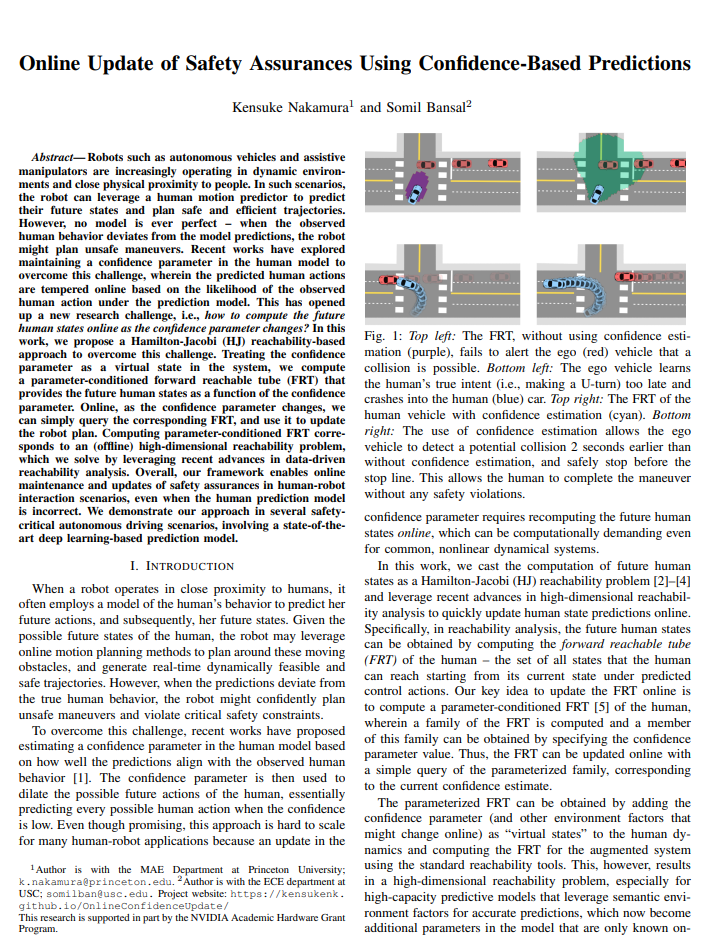 Online Update of Safety Assurances Using Confidence-Based Predictions
Kensuke Nakamura1 and Somil Bansal2
Abstract— Robots such as autonomous vehicles and assistive
manipulators are increasingly operating in dynamic environ-
ments and close physical proximity to people. In such scenarios,
the robot can leverage a human motion predictor to predict
their future states and plan safe and efficient trajectories.
However, no model is ever perfect – when the observed
human behavior deviates from the model predictions, the robot
might plan unsafe maneuvers. Recent works have explored
maintaining a confidence parameter in the human model to
overcome this challenge, wherein the predicted human actions
are tempered online based on the likelihood of the observed
human action under the prediction model. This has opened
up a new research challenge, i.e., how to compute the future
human states online as the confidence parameter changes? In this
work, we propose a Hamilton-Jacobi (HJ) reachability-based
approach to overcome this challenge. Treating the confidence
parameter as a virtual state in the system, we compute
a parameter-conditioned forward reachable tube (FRT) that
provides the future human states as a function of the confidence
parameter. Online, as the confidence parameter changes, we
can simply query the corresponding FRT, and use it to update
the robot plan. Computing parameter-conditioned FRT corre-
sponds to an (offline) high-dimensional reachability problem,
which we solve by leveraging recent advances in data-driven
reachability analysis. Overall, our framework enables online
maintenance and updates of safety assurances in human-robot
interaction scenarios, even when the human prediction model
is incorrect. We demonstrate our approach in several safety-
critical autonomous driving scenarios, involving a state-of-the-
art deep learning-based prediction model.
I. INTRODUCTION
When a robot operates in close proximity to humans, it
often employs a model of the human's behavior to predict her
future actions, and subsequently, her future states. Given the
possible future states of the human, the robot may leverage
online motion planning methods to plan around these moving
obstacles, and generate real-time dynamically feasible and
safe trajectories. However, when the predictions deviate from
the true human behavior, the robot might confidently plan
unsafe maneuvers and violate critical safety constraints.
To overcome this challenge, recent works have proposed
estimating a confidence parameter in the human model based
on how well the predictions align with the observed human
behavior [1]. The confidence parameter is then used to
dilate the possible future actions of the human, essentially
predicting every possible human action when the confidence
is low. Even though promising, this approach is hard to scale
for many human-robot applications because an update in the
1Author is with the MAE Department at Princeton University;
k.nakamura@princeton.edu. 2Author is with the ECE department at
USC; somilban@usc.edu. Project website: https://kensukenk.
github.io/OnlineConfidenceUpdate/
This research is supported in part by the NVIDIA Academic Hardware Grant
Program.
Fig. 1: Top left: The FRT, without using confidence esti-
mation (purple), fails to alert the ego (red) vehicle that a
collision is possible. Bottom left: The ego vehicle learns
the human's true intent (i.e., making a U-turn) too late and
crashes into the human (blue) car. Top right: The FRT of the
human vehicle with confidence estimation (cyan). Bottom
right: The use of confidence estimation allows the ego
vehicle to detect a potential collision 2 seconds earlier than
without confidence estimation, and safely stop before the
stop line. This allows the human to complete the maneuver
without any safety violations.
confidence parameter requires recomputing the future human
states online, which can be computationally demanding even
for common, nonlinear dynamical systems.
In this work, we cast the computation of future human
states as a Hamilton-Jacobi (HJ) reachability problem [2]–[4]
and leverage recent advances in high-dimensional reachabil-
ity analysis to quickly update human state predictions online.
Specifically, in reachability analysis, the future human states
can be obtained by computing the forward reachable tube
(FRT) of the human – the set of all states that the human
can reach starting from its current state under predicted
control actions. Our key idea to update the FRT online is
to compute a parameter-conditioned FRT [5] of the human,
wherein a family of the FRT is computed and a member
of this family can be obtained by specifying the confidence
parameter value. Thus, the FRT can be updated online with
a simple query of the parameterized family, corresponding
to the current confidence estimate.
The parameterized FRT can be obtained by adding the
confidence parameter (and other environment factors that
might change online) as “virtual states” to the human dy-
namics and computing the FRT for the augmented system
using the standard reachability tools. This, however, results
in a high-dimensional reachability problem, especially for
high-capacity predictive models that leverage semantic envi-
ronment factors for accurate predictions, which now become
additional parameters in the model that are only known on-